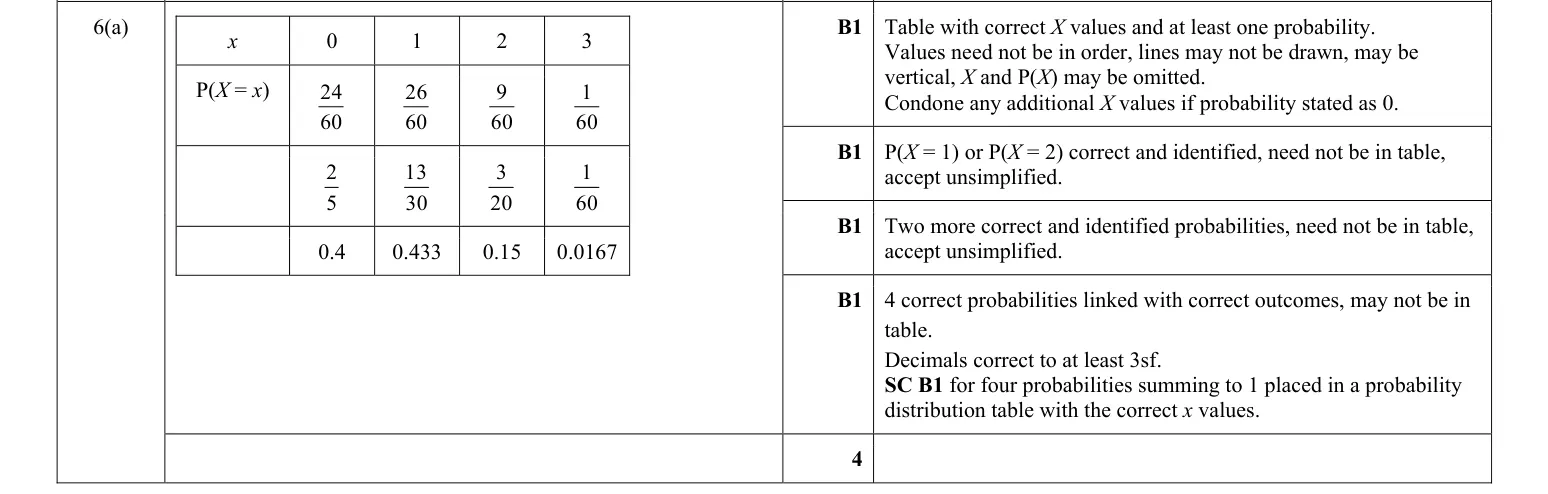 6(a)
x 0 1 2 3
P(X = x) 24/60 26/60 9/60 1/60
2/5 13/30 3/20 1/60
0.4 0.433 0.15 0.0167
B1 Table with correct X values and at least one probability.
Values need not be in order, lines may not be drawn, may be
vertical, X and P(X) may be omitted.
Condone any additional X values if probability stated as 0.
B1 P(X = 1) or P(X = 2) correct and identified, need not be in table,
accept unsimplified.
B1 Two more correct and identified probabilities, need not be in table,
accept unsimplified.
B1 4 correct probabilities linked with correct outcomes, may not be in
table.
Decimals correct to at least 3sf.
SC B1 for four probabilities summing to 1 placed in a probability
distribution table with the correct x values.
4